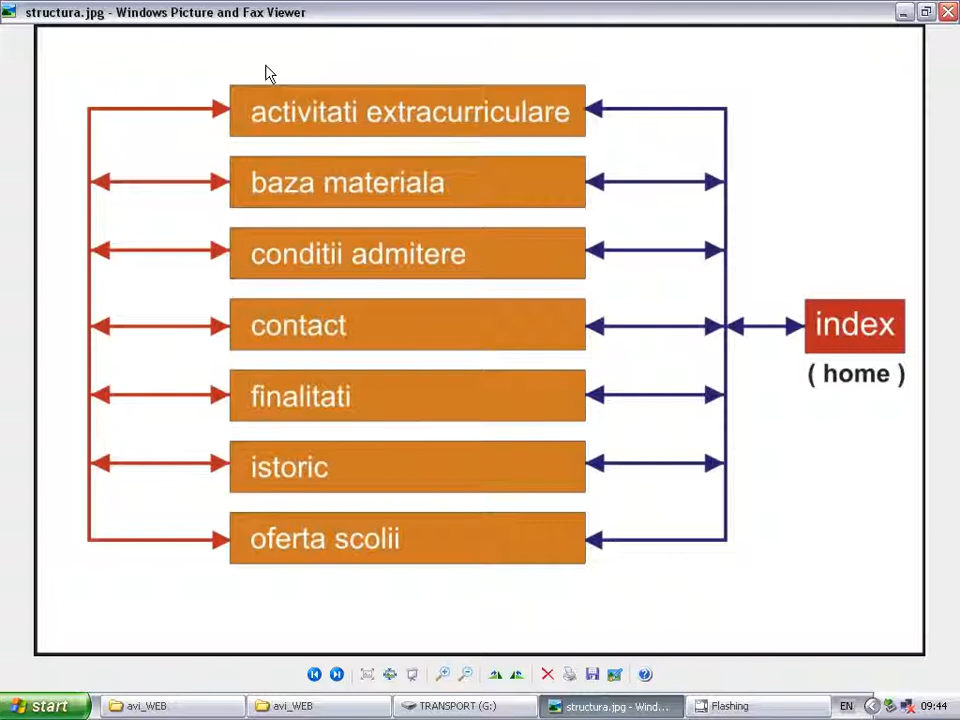 structura.jpg - Windows Picture and Fax Viewer
activitati extracurriculare
baza materiala
conditii admitere
contact
finalitati
istoric
oferta scolii
index
( home )
start
avi_WEB
avi_WEB
TRANSPORT (G:)
structura.jpg - Wind...
Flashing
EN
09:44